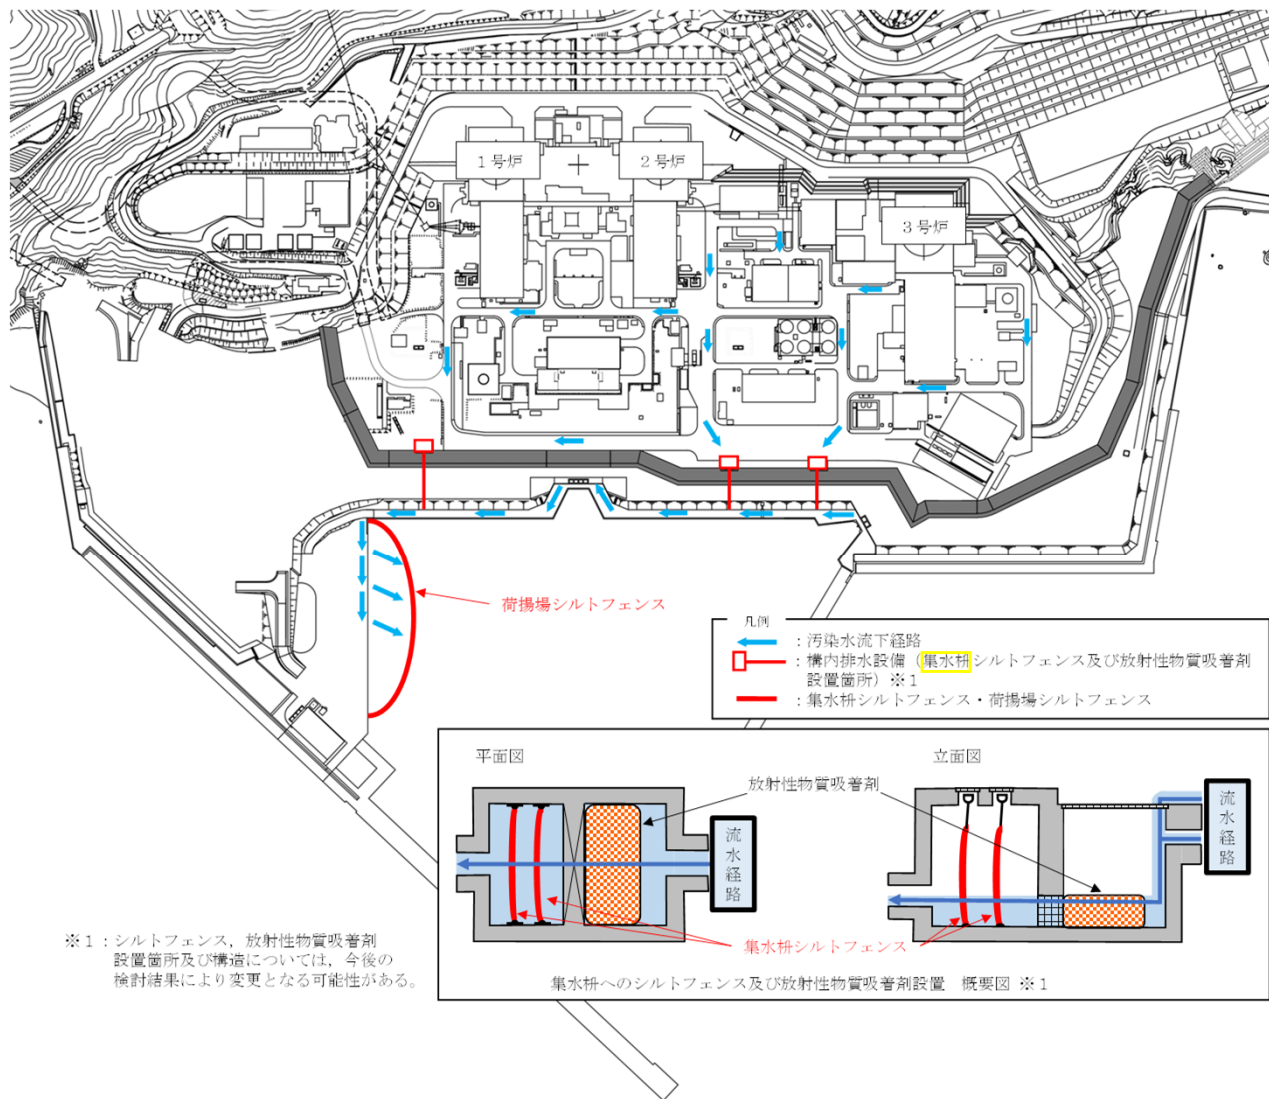 1号炉
2号炉
3号炉
荷揚場シルトフェンス
凡例
：汚染水流下経路
：構内排水設備（集水枡シルトフェンス及び放射性物質吸着剤
設置箇所）※1
：集水枡シルトフェンス・荷揚場シルトフェンス
平面図
立面図
放射性物質吸着剤
流水経路
流水経路
集水枡シルトフェンス
集水枡へのシルトフェンス及び放射性物質吸着剤設置　概要図 ※1
※1：シルトフェンス，放射性物質吸着剤
設置箇所及び構造については，今後の
検討結果により変更となる可能性がある。